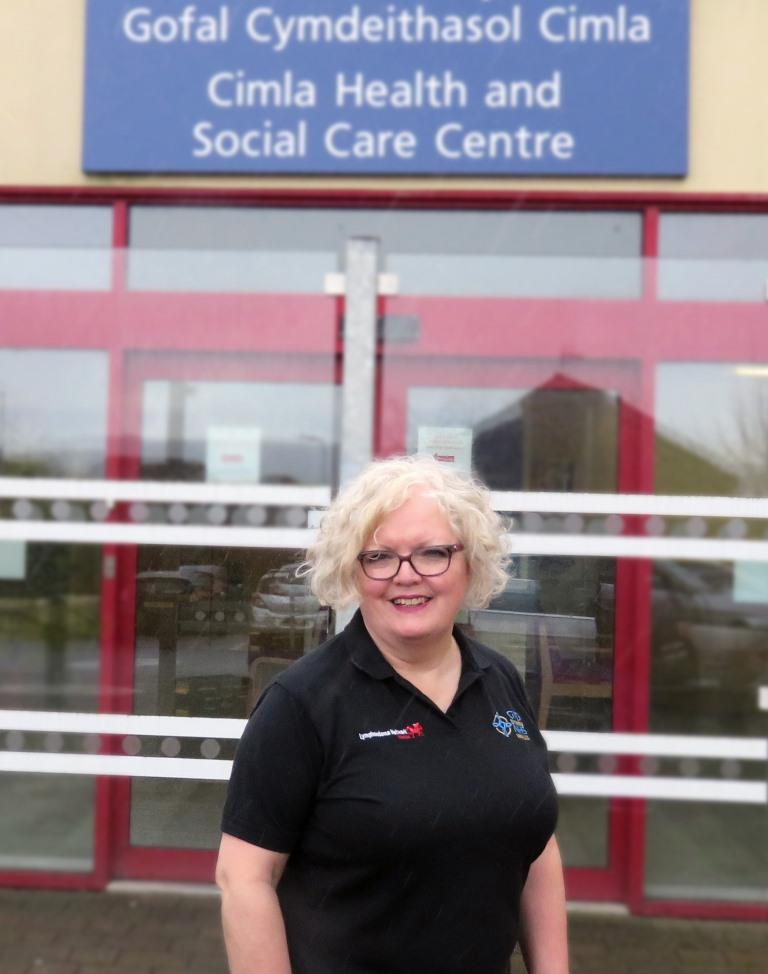 Gofal Cymdeithasol Cimla
Cimla Health and
Social Care Centre